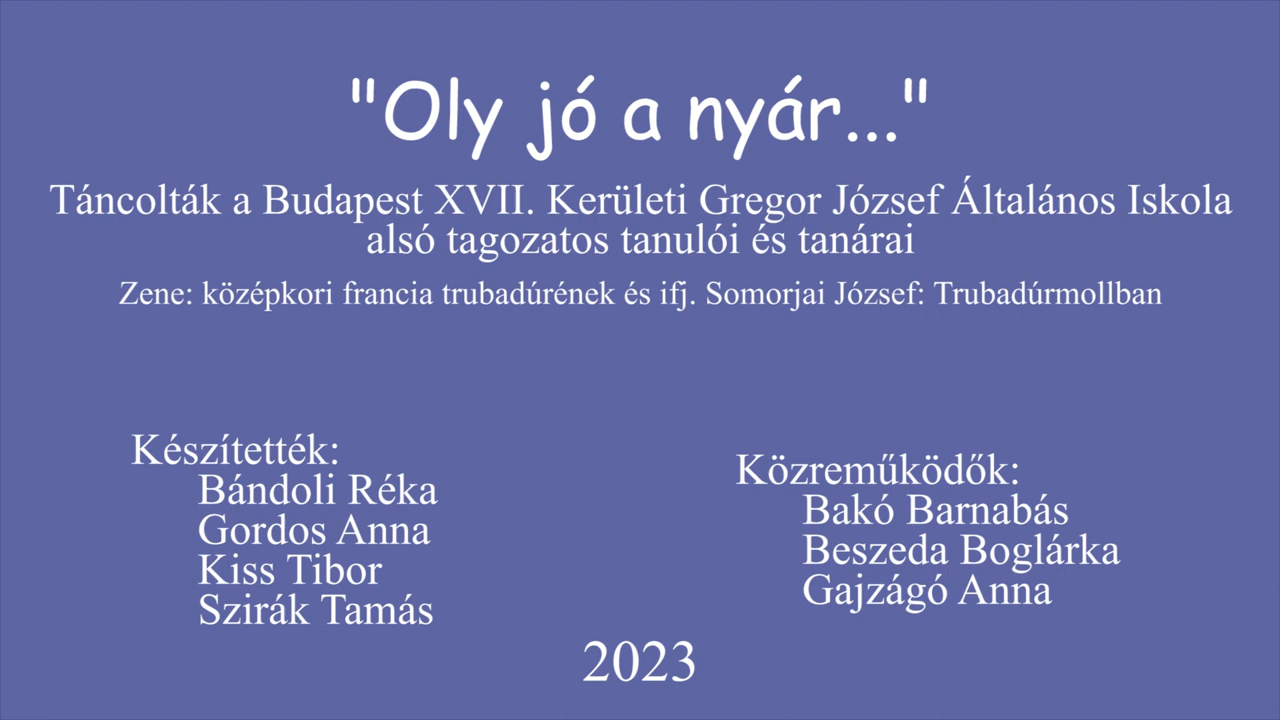 "Oly jó a nyár..."
Táncolták a Budapest XVII. Kerületi Gregor József Általános Iskola
alsó tagozatos tanulói és tanárai
Zene: középkori francia trubadúrének és ifj. Somorjai József: Trubadúrmollban
Készítették:
Bándoli Réka
Gordos Anna
Kiss Tibor
Szirák Tamás
Közreműködők:
Bakó Barnabás
Beszeda Boglárka
Gajzágó Anna
2023